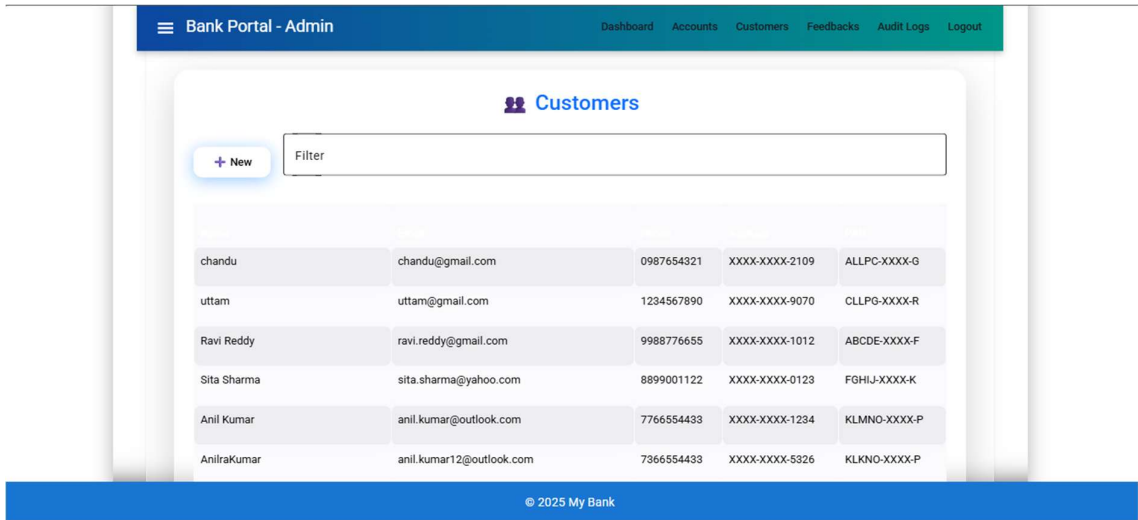 Bank Portal - Admin Dashboard Accounts Customers Feedbacks Audit Logs Logout
Customers
+ New Filter
chandu chandu@gmail.com 0987654321 XXXX-XXXX-2109 ALLPC-XXXX-G
uttam uttam@gmail.com 1234567890 XXXX-XXXX-9070 CLLPG-XXXX-R
Ravi Reddy ravi.reddy@gmail.com 9988776655 XXXX-XXXX-1012 ABCDE-XXXX-F
Sita Sharma sita.sharma@yahoo.com 8899001122 XXXX-XXXX-0123 FGHIJ-XXXX-K
Anil Kumar anil.kumar@outlook.com 7766554433 XXXX-XXXX-1234 KLMNO-XXXX-P
AnilraKumar anil.kumar12@outlook.com 7366554433 XXXX-XXXX-5326 KLKNO-XXXX-P
© 2025 My Bank